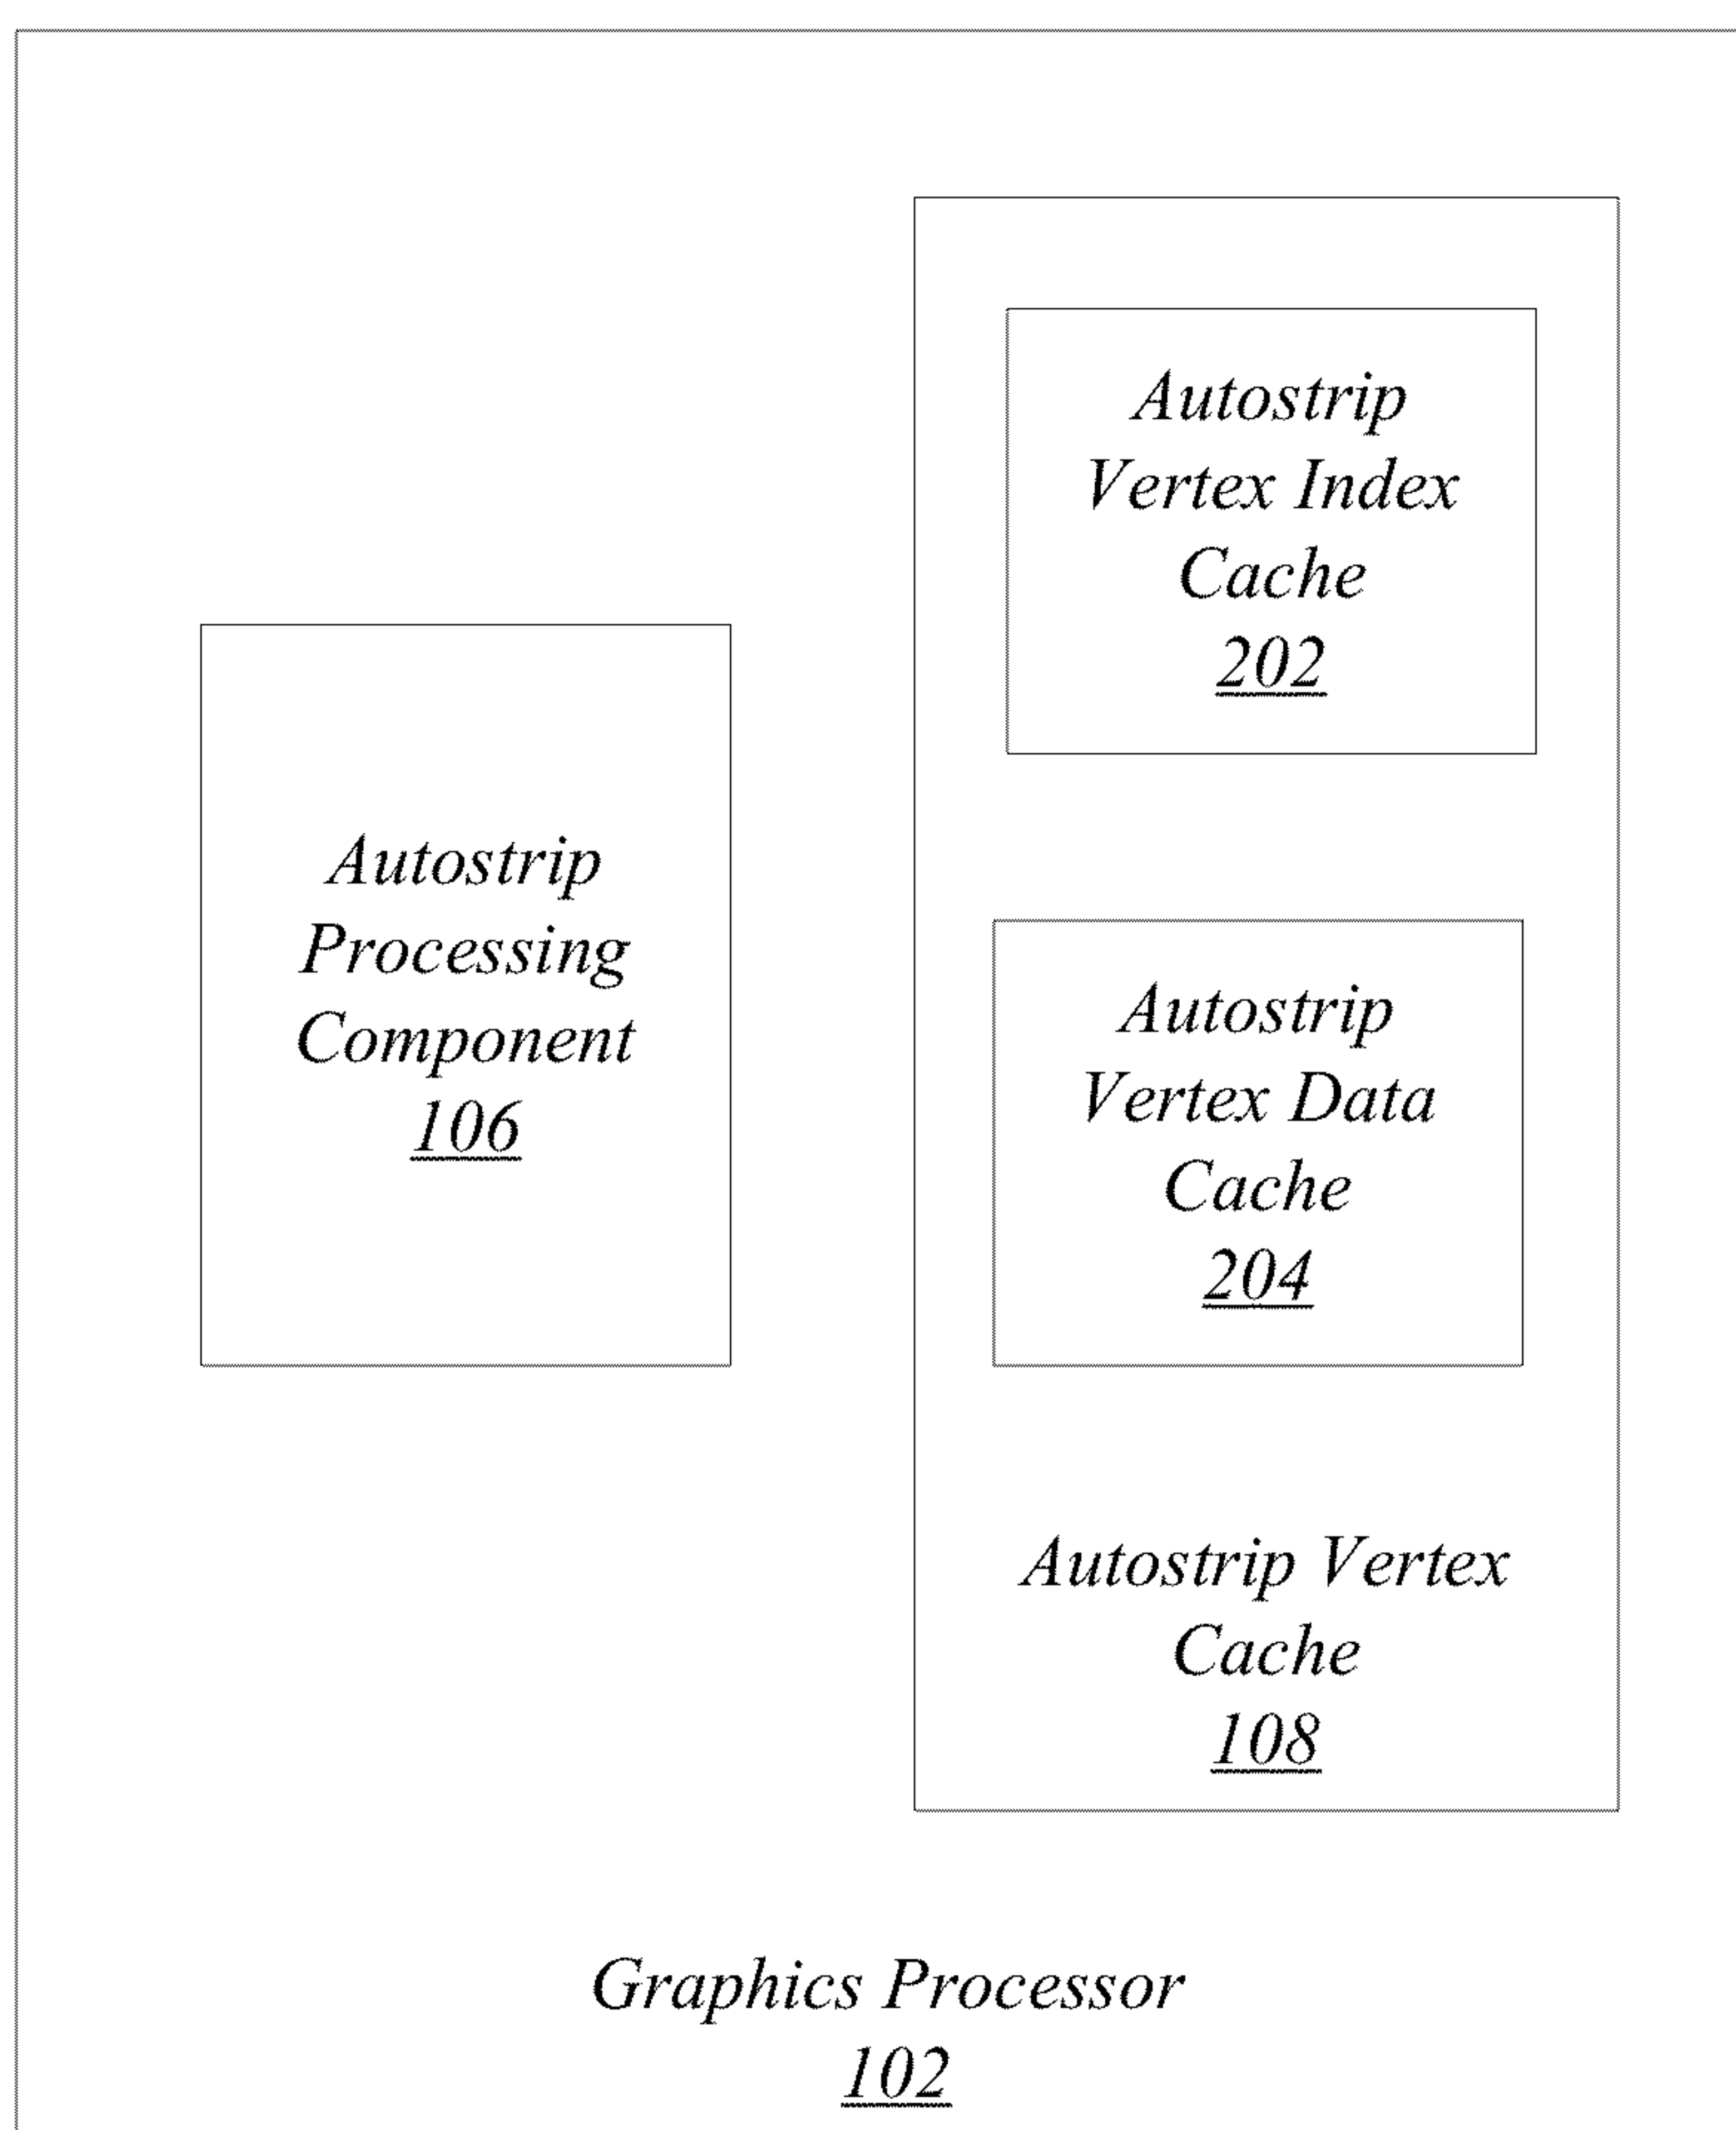 Autostrip
Vertex Index
Cache
202
Autostrip
Processing
Component
106
Autostrip
Vertex Data
Cache
204
Autostrip Vertex
Cache
108
Graphics Processor
102